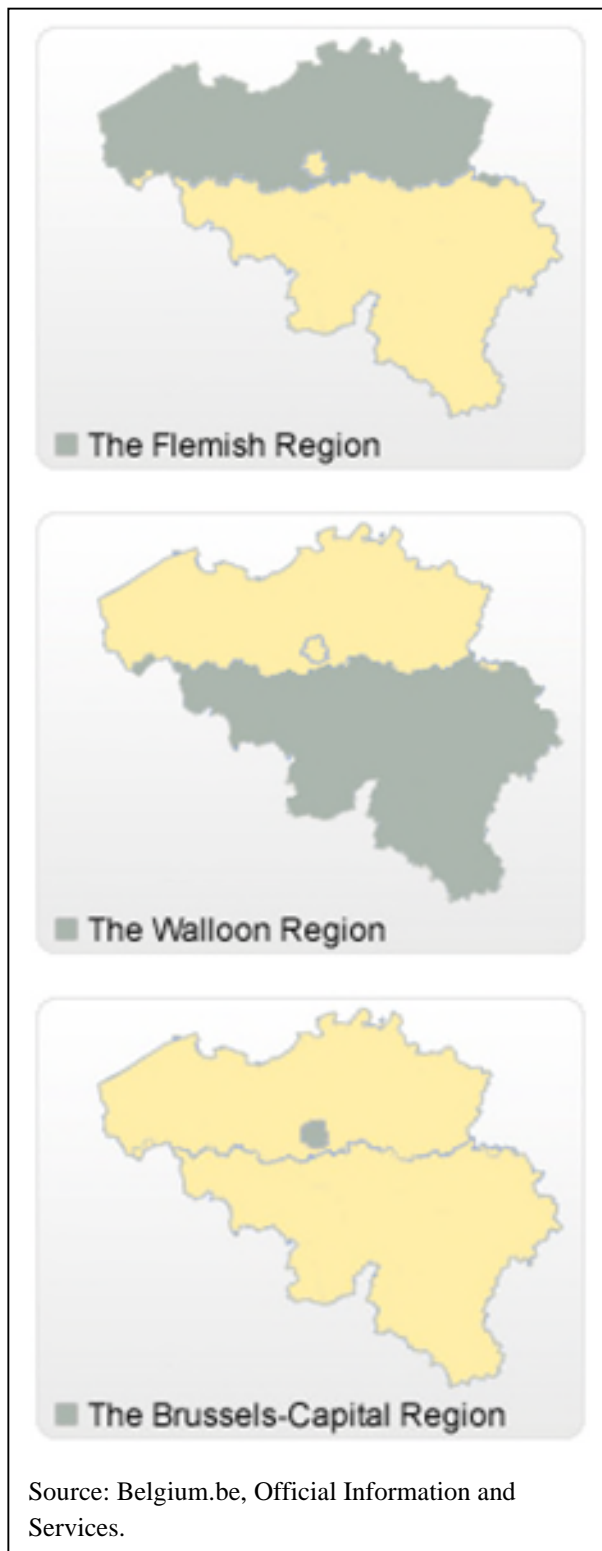 The Flemish Region
The Walloon Region
The Brussels-Capital Region
Source: Belgium.be, Official Information and
Services.